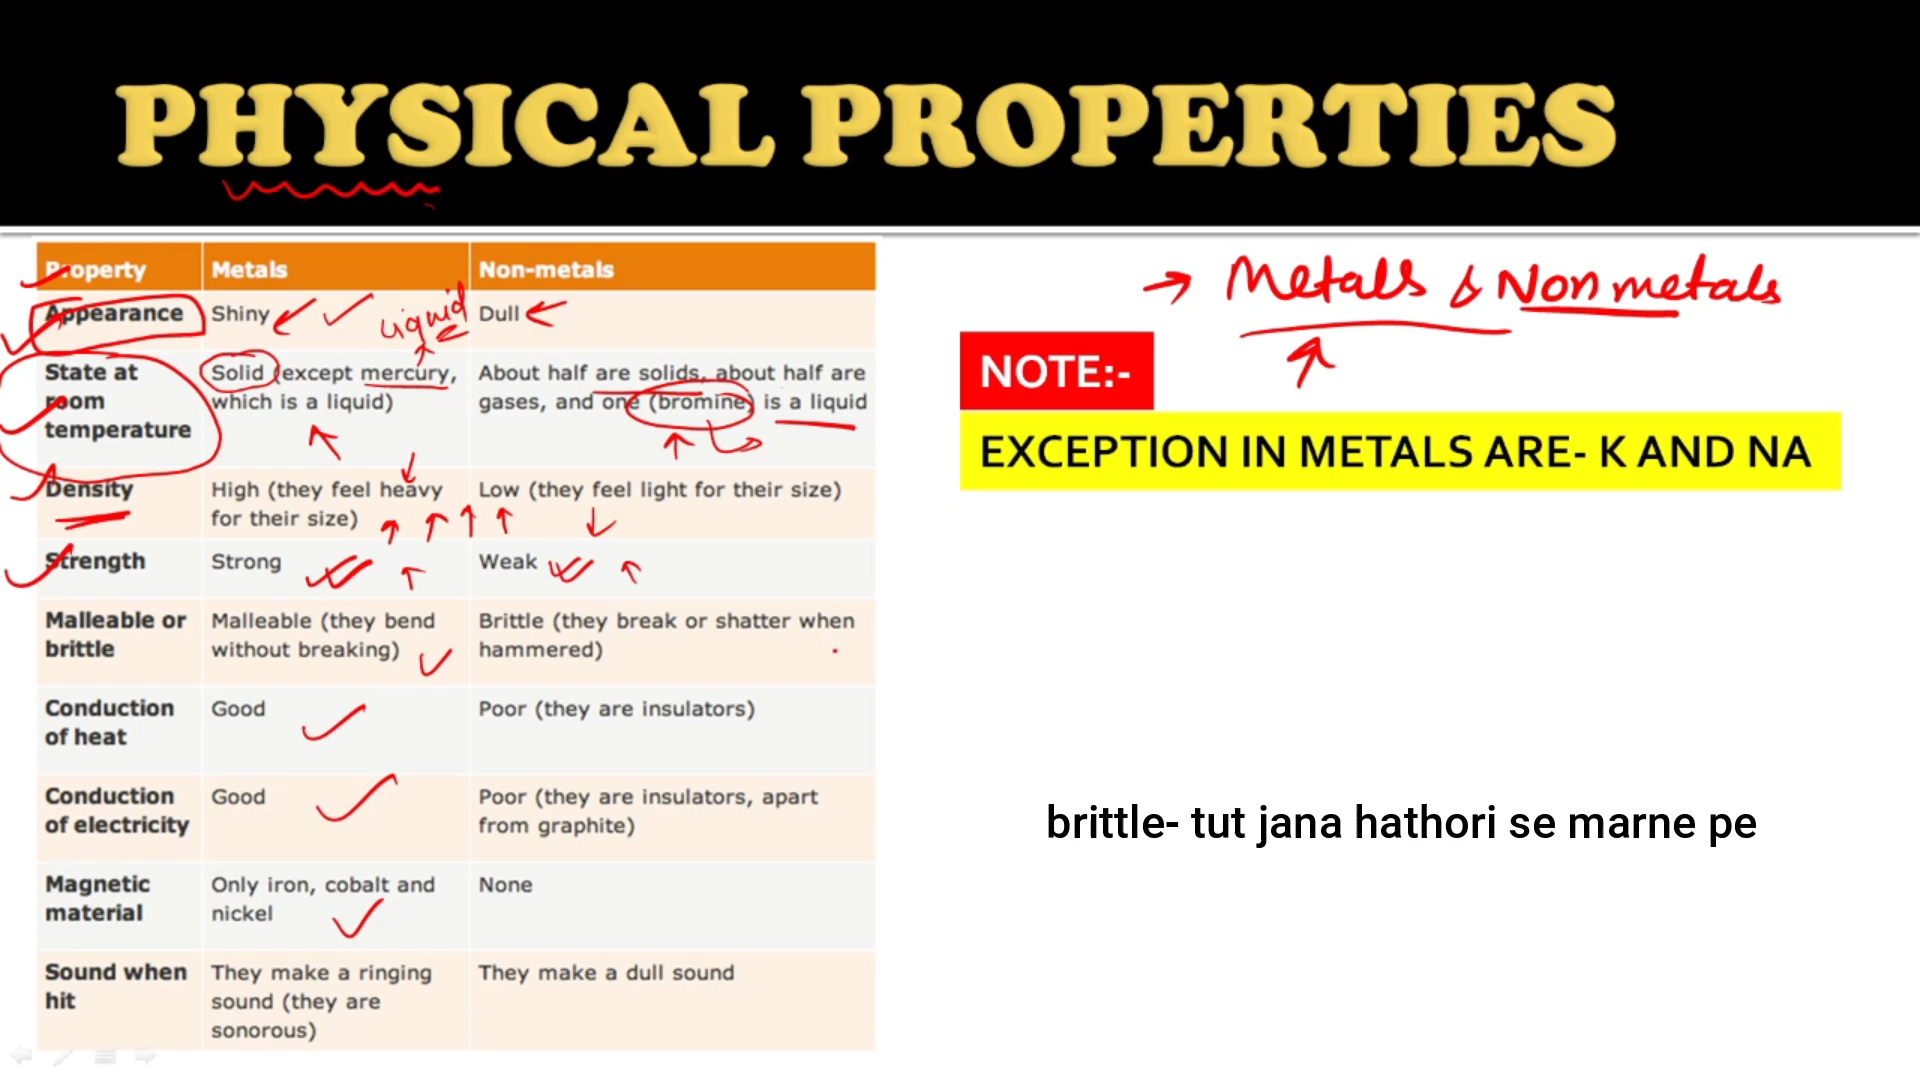 PHYSICAL PROPERTIES
Property Metals Non-metals
Appearance Shiny Dull
liquid
State at room temperature
Solid (except mercury,
which is a liquid)
About half are solids, about half are
gases, and one (bromine) is a liquid
Density
High (they feel heavy
for their size)
Low (they feel light for their size)
Strength Strong Weak
Malleable or
brittle
Malleable (they bend
without breaking)
Brittle (they break or shatter when
hammered)
Conduction
of heat
Good
Poor (they are insulators)
Conduction
of electricity
Good
Poor (they are insulators, apart
from graphite)
Magnetic
material
Only iron, cobalt and
nickel
None
Sound when
hit
They make a ringing
sound (they are
sonorous)
They make a dull sound
→ Metals & Non metals
NOTE:-
EXCEPTION IN METALS ARE- K AND NA
brittle- tut jana hathori se marne pe